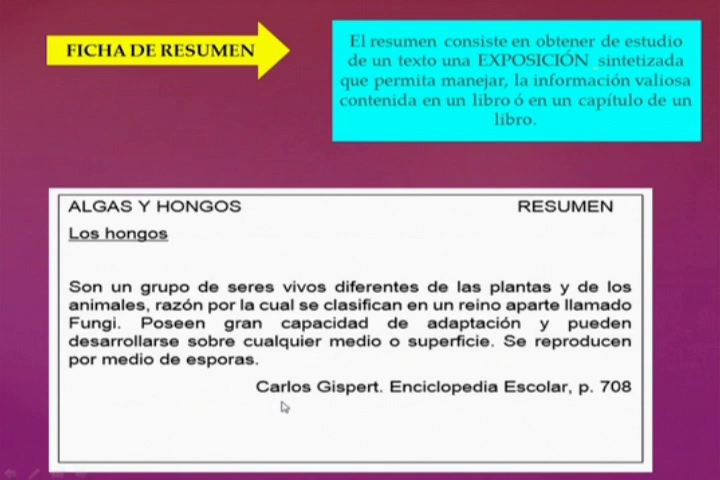 FICHA DE RESUMEN
El resumen consiste en obtener de estudio
de un texto una EXPOSICIÓN sintetizada
que permita manejar, la información valiosa
contenida en un libro ó en un capítulo de un
libro.
ALGAS Y HONGOS RESUMEN
Los hongos
Son un grupo de seres vivos diferentes de las plantas y de los
animales, razón por la cual se clasifican en un reino aparte llamado
Fungi. Poseen gran capacidad de adaptación y pueden
desarrollarse sobre cualquier medio o superficie. Se reproducen
por medio de esporas.
Carlos Gispert. Enciclopedia Escolar, p. 708